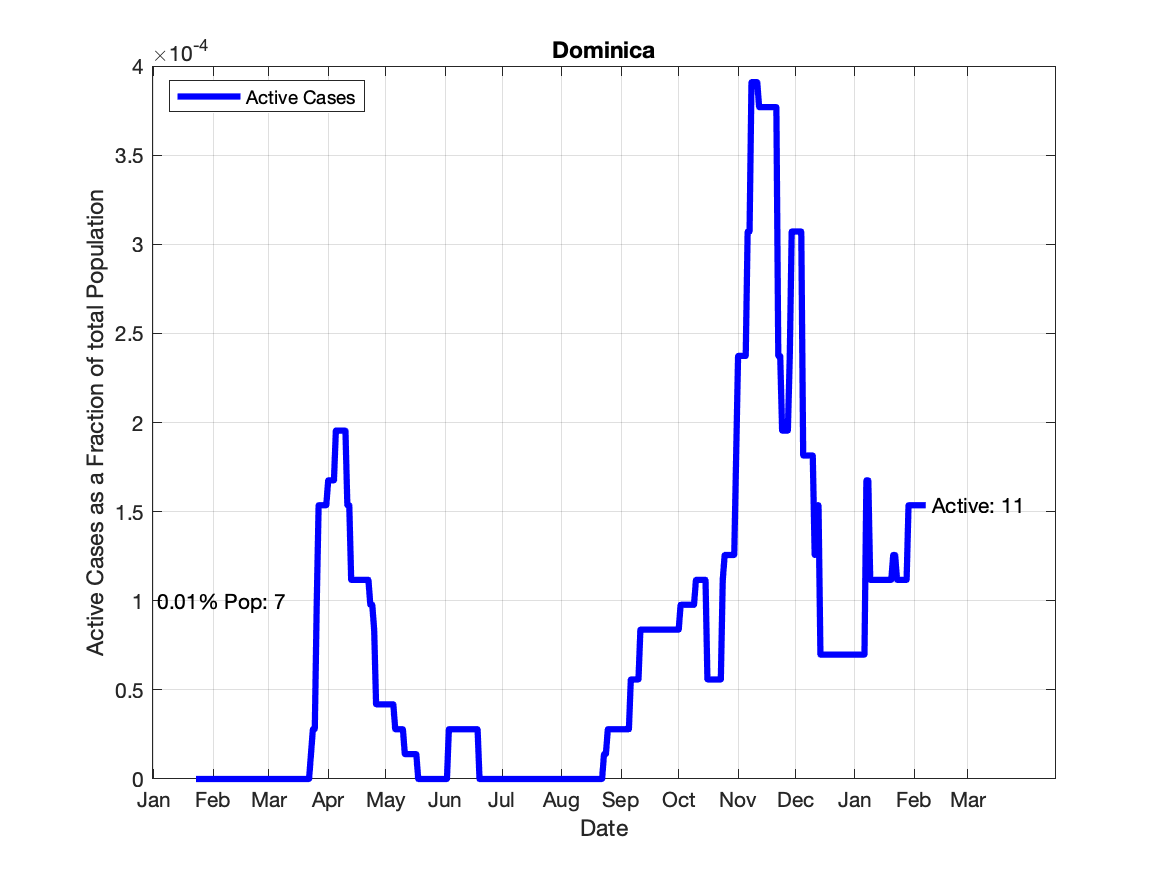 Dominica
×10⁻⁴
Active Cases
4
3.5
3
2.5
2
1.5
1
0.5
0
Active Cases as a Fraction of total Population
0.01% Pop: 7
Active: 11
Jan Feb Mar Apr May Jun Jul Aug Sep Oct Nov Dec Jan Feb Mar
Date